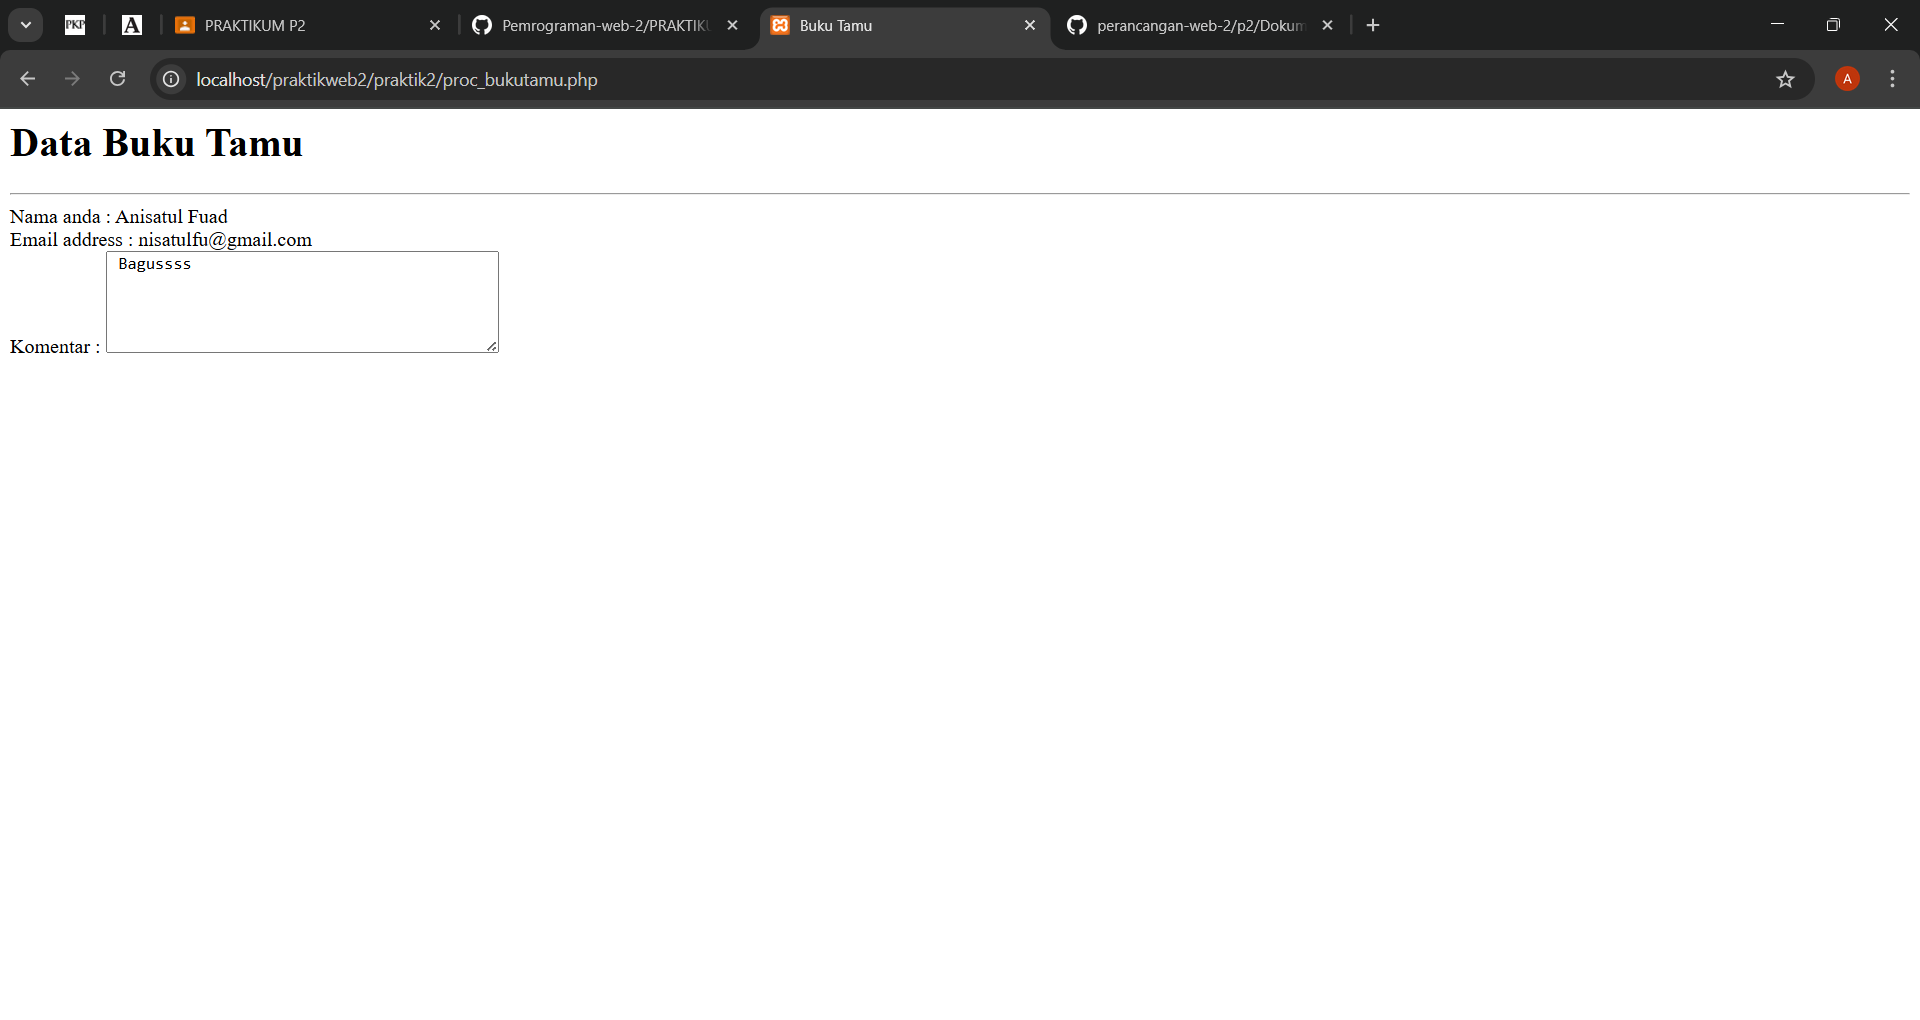 PKP
A
PRAKTIKUM P2
Pemrograman-web-2/PRAKTIKU
Buku Tamu
perancangan-web-2/p2/Dokum
localhost/praktikweb2/praktik2/proc_bukutamu.php
A
Data Buku Tamu
Nama anda : Anisatul Fuad
Email address : nisatulfu@gmail.com
Bagussss
Komentar :